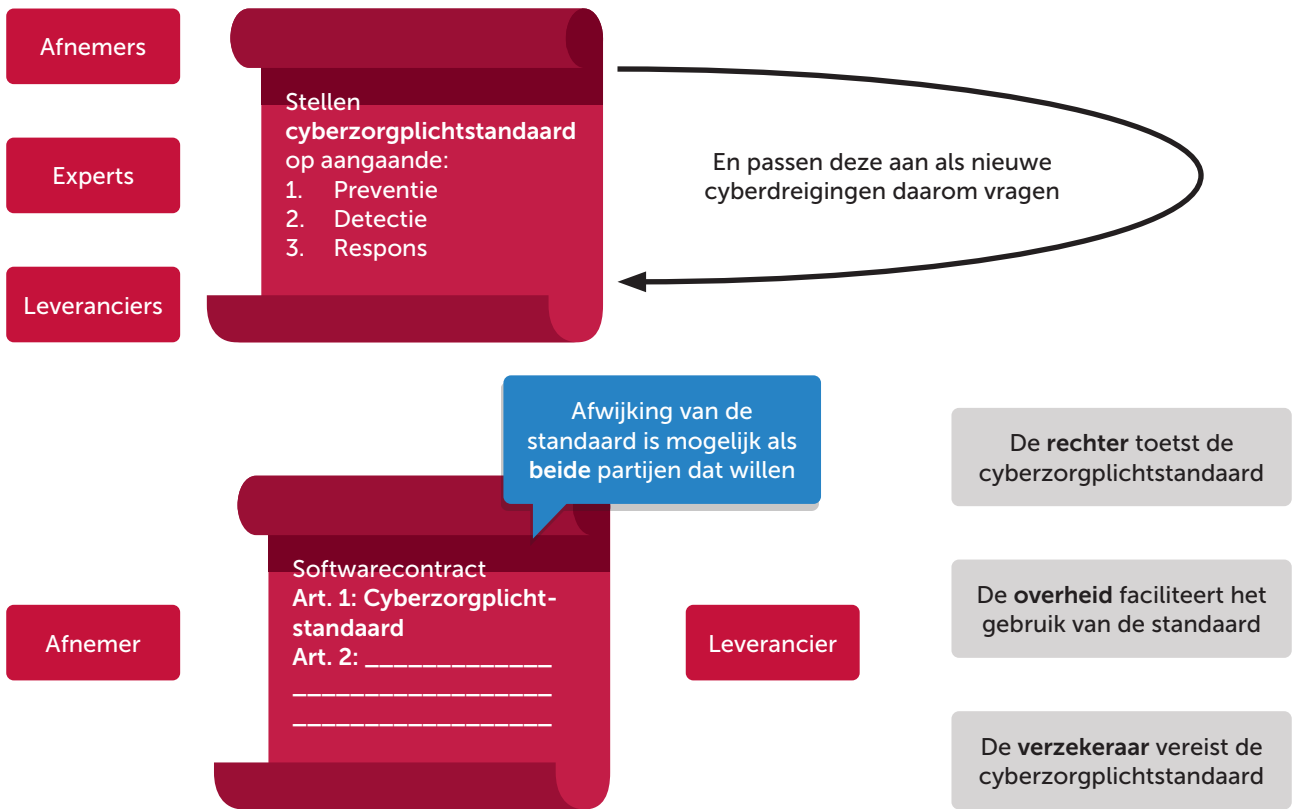 Afnemers
Experts
Leveranciers
Stellen
cyberzorgplichtstandaard
op aangaande:
1. Preventie
2. Detectie
3. Respons
En passen deze aan als nieuwe
cyberdreigingen daarom vragen
Afwijking van de
standaard is mogelijk als
beide partijen dat willen
Afnemer
Softwarecontract
Art. 1: Cyberzorgplicht-
standaard
Art. 2: _____________
__________________
__________________
Leverancier
De rechter toetst de
cyberzorgplichtstandaard
De overheid faciliteert het
gebruik van de standaard
De verzekeraar vereist de
cyberzorgplichtstandaard